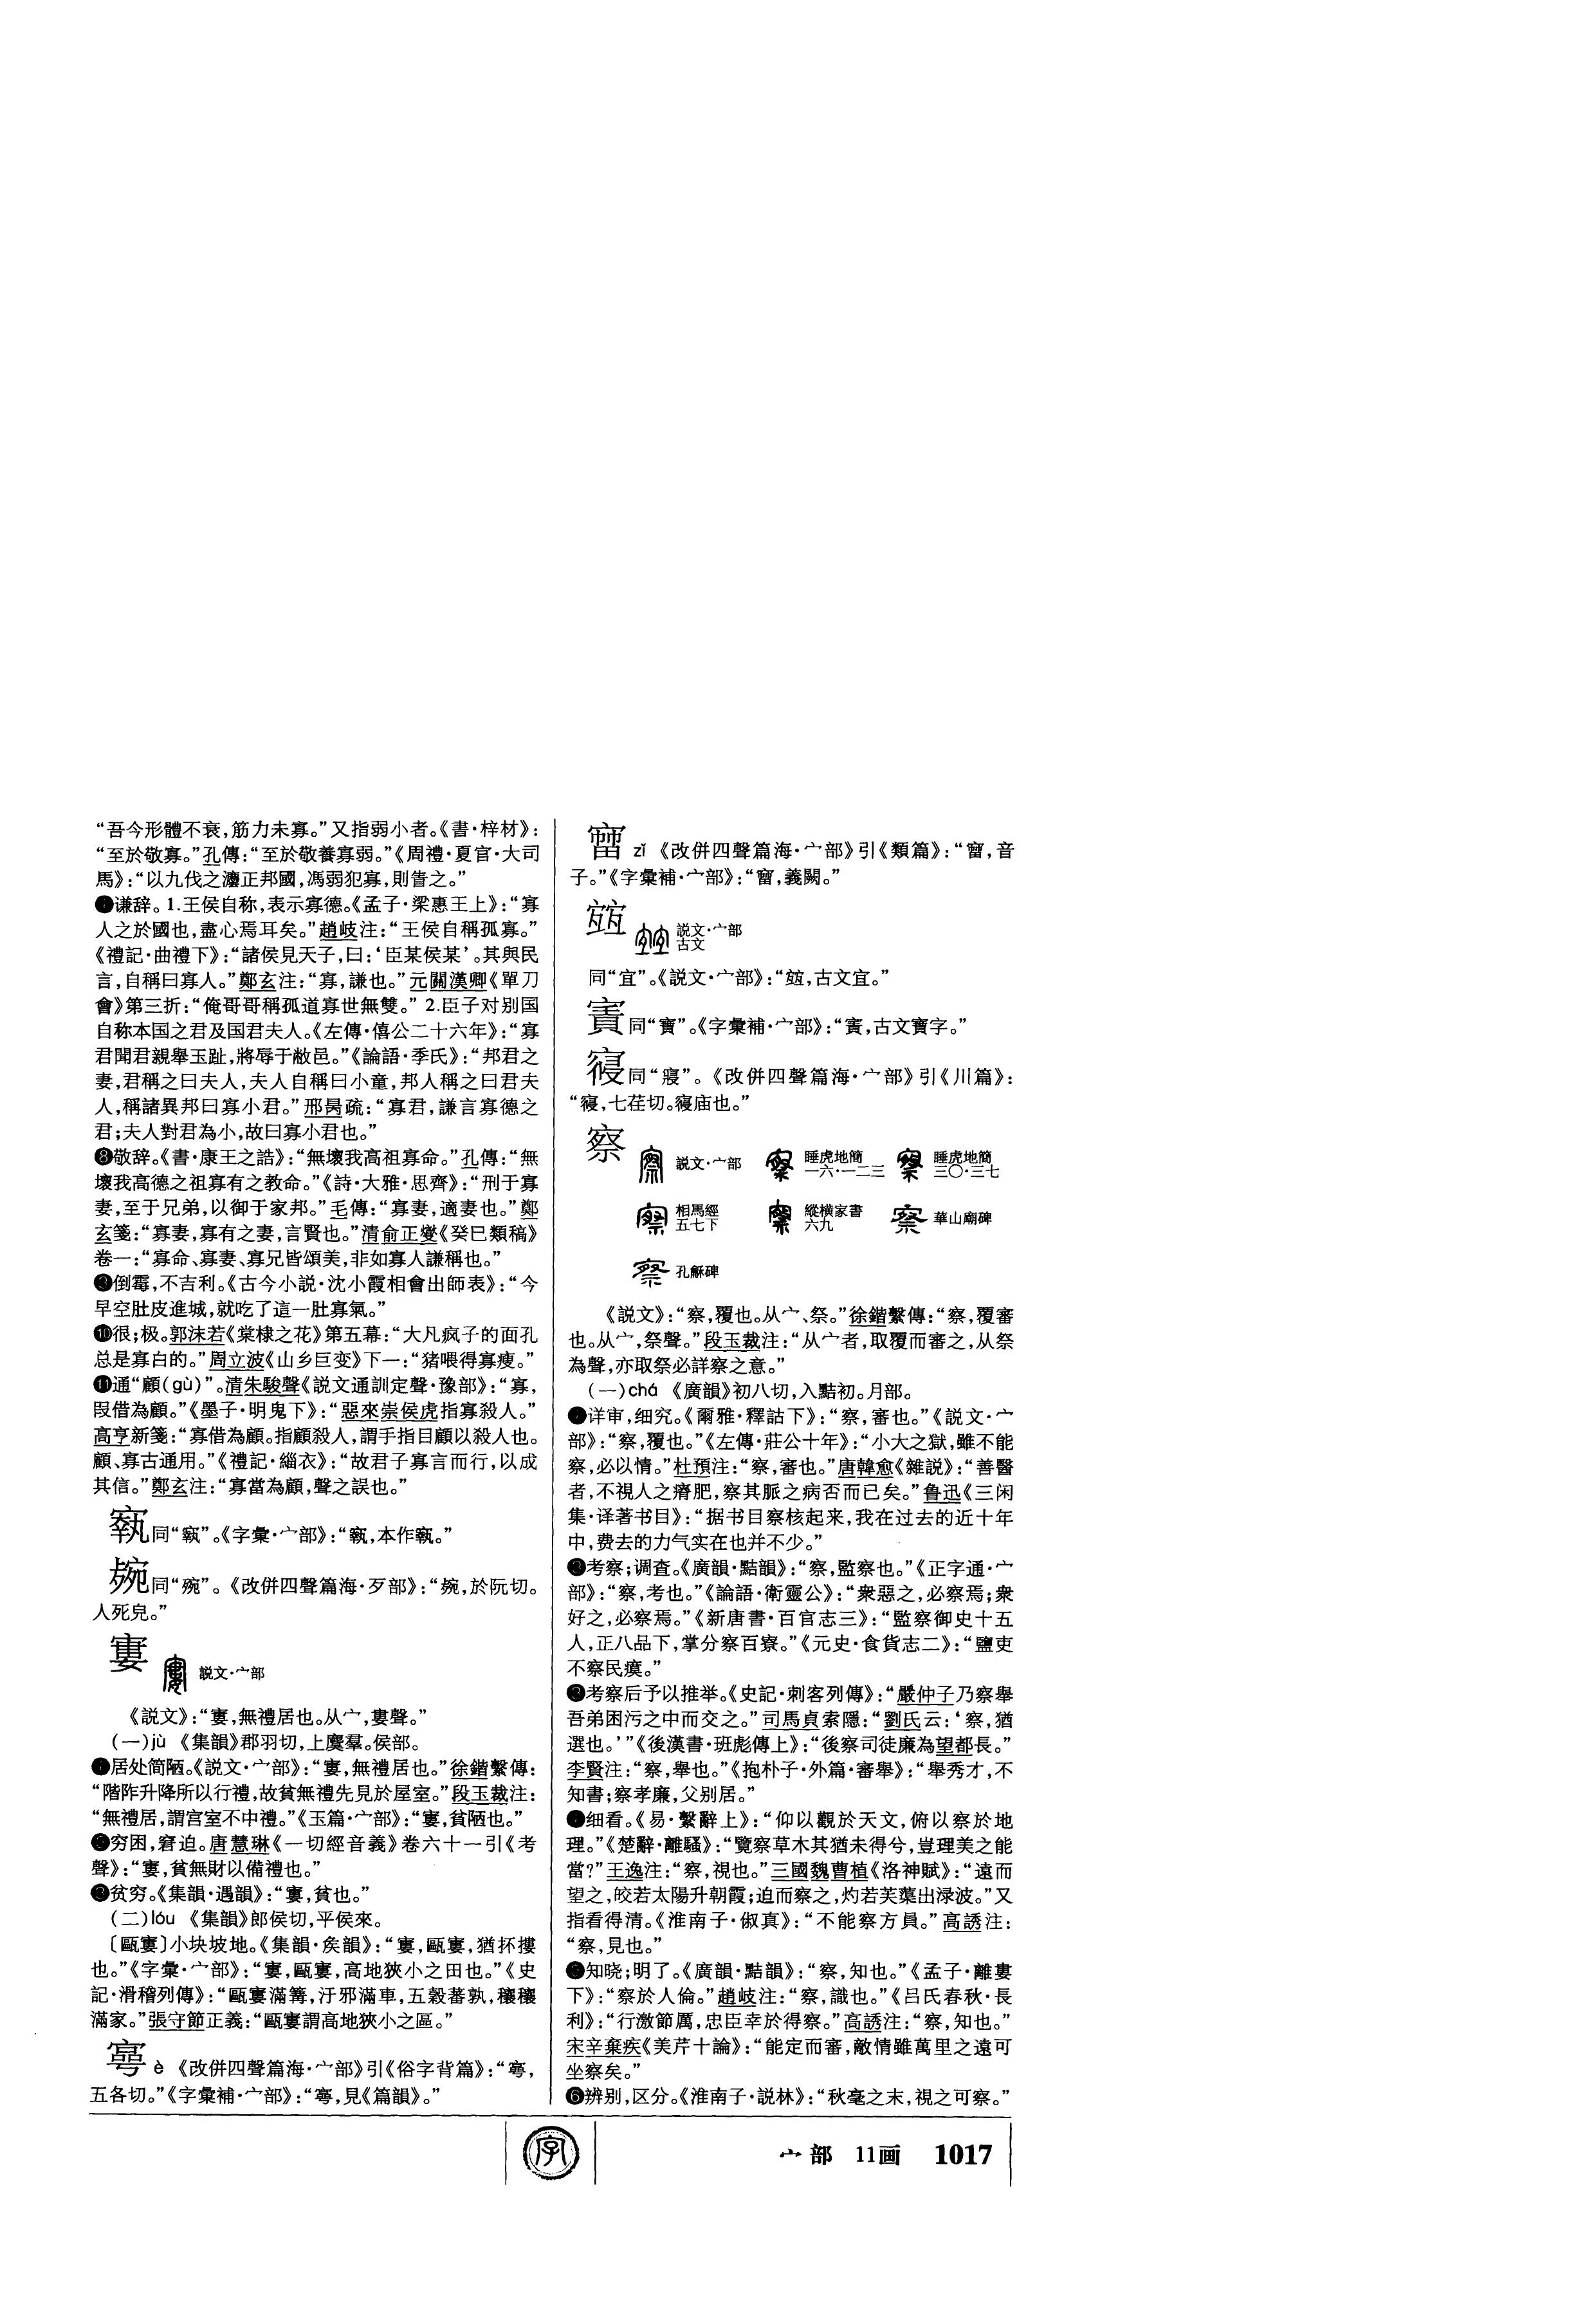 “吾今形體不衰，筋力未寡。”又指弱小者。《書·梓材》：
“至於敬寡。”孔傳：“至於敬養寡弱。”《周禮·夏官·大司
馬》：“以九伐之灋正邦國，馮弱犯寡，則眚之。”
❼谦辞。1.王侯自称，表示寡德。《孟子·梁惠王上》：“寡
人之於國也，盡心焉耳矣。”趙岐注：“王侯自稱孤寡。”
《禮記·曲禮下》：“諸侯見天子，曰：‘臣某侯某’。其與民
言，自稱曰寡人。”鄭玄注：“寡，謙也。”元關漢卿《單刀
會》第三折：“俺哥哥稱孤道寡世無雙。” 2.臣子对别国
自称本国之君及国君夫人。《左傳·僖公二十六年》：“寡
君聞君親舉玉趾，將辱于敝邑。”《論語·季氏》：“邦君之
妻，君稱之曰夫人，夫人自稱曰小童，邦人稱之曰君夫
人，稱諸異邦曰寡小君。”邢昺疏：“寡君，謙言寡德之
君；夫人對君為小，故曰寡小君也。”
❽敬辞。《書·康王之誥》：“無壞我高祖寡命。”孔傳：“無
壞我高德之祖寡有之教命。”《詩·大雅·思齊》：“刑于寡
妻，至于兄弟，以御于家邦。”毛傳：“寡妻，適妻也。”鄭
玄箋：“寡妻，寡有之妻，言賢也。”清俞正燮《癸巳類稿》
卷一：“寡命、寡妻、寡兄皆頌美，非如寡人謙稱也。”
❾倒霉，不吉利。《古今小説·沈小霞相會出師表》：“今
早空肚皮進城，就吃了這一肚寡氣。”
❿很；极。郭沫若《棠棣之花》第五幕：“大凡疯子的面孔
总是寡白的。”周立波《山乡巨变》下一：“猪喂得寡瘦。”
⓫通“顧(gù)”。清朱駿聲《説文通訓定聲·豫部》：“寡，
叚借為顧。”《墨子·明鬼下》：“惡來崇侯虎指寡殺人。”
高亨新箋：“寡借為顧。指顧殺人，謂手指目顧以殺人也。
顧、寡古通用。”《禮記·緇衣》：“故君子寡言而行，以成
其信。”鄭玄注：“寡當為顧，聲之誤也。”
同“𡨥”。《字彙·宀部》：
同“㱧”。《改併四聲篇海·歹部》：“，於阮切。
人死皃。”
寠 説文·宀部
《説文》：“寠，無禮居也。从宀，婁聲。”
（一）jù 《集韻》郡羽切，上麌羣。侯部。
❶居处简陋。《説文·宀部》：“寠，無禮居也。”徐鍇繫傳：
“階阼升降所以行禮，故貧無禮先見於屋室。”段玉裁注：
“無禮居，謂宫室不中禮。”《玉篇·宀部》：“寠，貧陋也。”
❷穷困，窘迫。唐慧琳《一切經音義》卷六十一引《考
聲》：“寠，貧無財以備禮也。”
❸贫穷。《集韻·遇韻》：“寠，貧也。”
（二）lóu 《集韻》郎侯切，平侯來。
〔甌寠〕小块坡地。《集韻·矦韻》：“寠，甌寠，猶抔摟
也。”《字彙·宀部》：“寠，甌寠，高地狹小之田也。”《史
記·滑稽列傳》：“甌寠滿篝，汙邪滿車，五穀蕃孰，穰穰
滿家。”張守節正義：“甌寠謂高地狹小之區。”
è 《改併四聲篇海·宀部》引《俗字背篇》：“，
五各切。”《字彙補·宀部》：“，見《篇韻》。”
zǐ 《改併四聲篇海·宀部》引《類篇》：“，音
子。”《字彙補·宀部》：“，義闕。”
説文·宀部
古文
同“宜”。《説文·宀部》：“，古文宜。”
同“寶”。《字彙補·宀部》：“，古文寶字。”
同“寢”。《改併四聲篇海·宀部》引《川篇》：
“，七荏切。庙也。”
察 説文·宀部 睡虎地簡 一六·一二三 睡虎地簡 三〇·三七
相馬經 五七下 縱横家書 六九 華山廟碑
孔龢碑
《説文》：“察，覆也。从宀、祭。”徐鍇繫傳：“察，覆審
也。从宀，祭聲。”段玉裁注：“从宀者，取覆而審之，从祭
為聲，亦取祭必詳察之意。”
（一）chá 《廣韻》初八切，入黠初。月部。
❶详审，细究。《爾雅·釋詁下》：“察，審也。”《説文·宀
部》：“察，覆也。”《左傳·莊公十年》：“小大之獄，雖不能
察，必以情。”杜預注：“察，審也。”唐韓愈《雜説》：“善醫
者，不視人之瘠肥，察其脈之病否而已矣。”鲁迅《三闲
集·译著书目》：“据书目察核起来，我在过去的近十年
中，费去的力气实在也并不少。”
❷考察；调查。《廣韻·黠韻》：“察，監察也。”《正字通·宀
部》：“察，考也。”《論語·衛靈公》：“衆惡之，必察焉；衆
好之，必察焉。”《新唐書·百官志三》：“監察御史十五
人，正八品下，掌分察百寮。”《元史·食貨志二》：“鹽吏
不察民瘼。”
❸考察后予以推举。《史記·刺客列傳》：“嚴仲子乃察舉
吾弟困污之中而交之。”司馬貞索隱：“劉氏云：‘察，猶
選也。’”《後漢書·班彪傳上》：“後察司徒廉為望都長。”
李賢注：“察，舉也。”《抱朴子·外篇·審舉》：“舉秀才，不
知書；察孝廉，父别居。”
❹细看。《易·繫辭上》：“仰以觀於天文，俯以察於地
理。”《楚辭·離騷》：“覽察草木其猶未得兮，豈珵美之能
當？”王逸注：“察，視也。”三國魏曹植《洛神賦》：“遠而
望之，皎若太陽升朝霞；迫而察之，灼若芙蕖出渌波。”又
指看得清。《淮南子·俶真》：“不能察方員。”高誘注：
“察，見也。”
❺知晓；明了。《廣韻·黠韻》：“察，知也。”《孟子·離婁
下》：“察於人倫。”趙岐注：“察，識也。”《吕氏春秋·長
利》：“行激節厲，忠臣幸於得察。”高誘注：“察，知也。”
宋辛棄疾《美芹十論》：“能定而審，敵情雖萬里之遠可
坐察矣。”
❻辨别，区分。《淮南子·説林》：“秋毫之末，視之可察。”
字
宀部 11画 1017